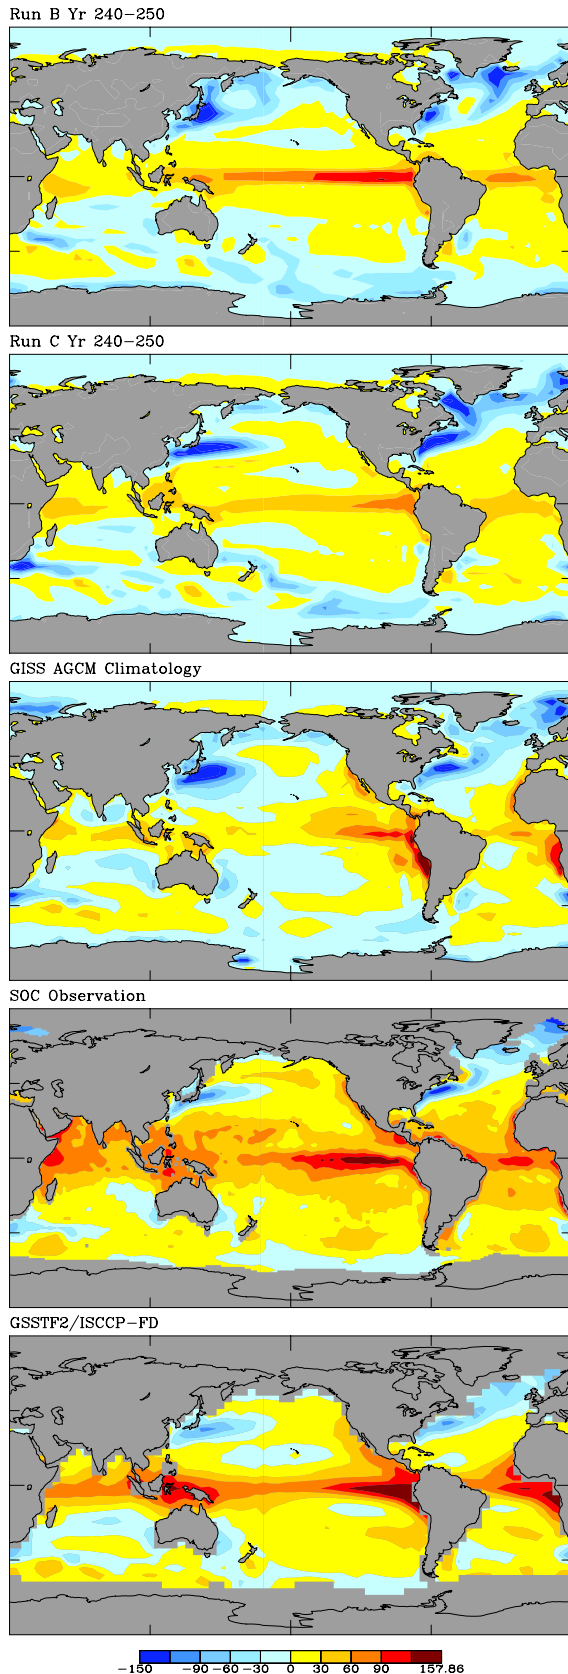 Run B Yr 240-250
Run C Yr 240-250
GISS AGCM Climatology
SOC Observation
GSSTF2/ISCCP-FD
-150 -90 -60 -30 0 30 60 90 157.86